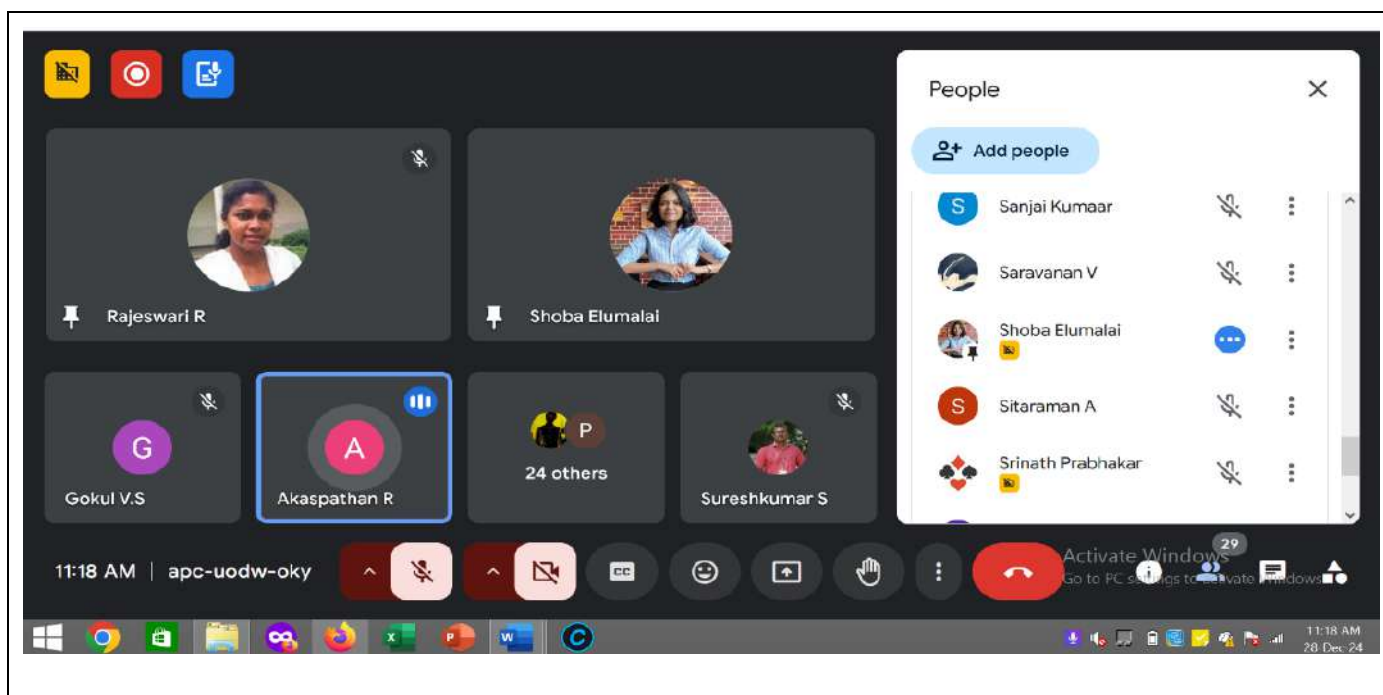 People
Add people
Rajeswari R
Shoba Elumalai
Sanjai Kumaar
Saravanan V
Shoba Elumalai
S
Sitaraman A
Srinath Prabhakar
S
G
Gokul V.S
A
Akaspathan R
P
24 others
Sureshkumar S
11:18 AM | apc-uodw-oky
CC
29
Activate Windows
Go to PC settings to activate Windows
11:18 AM
28-Dec-24